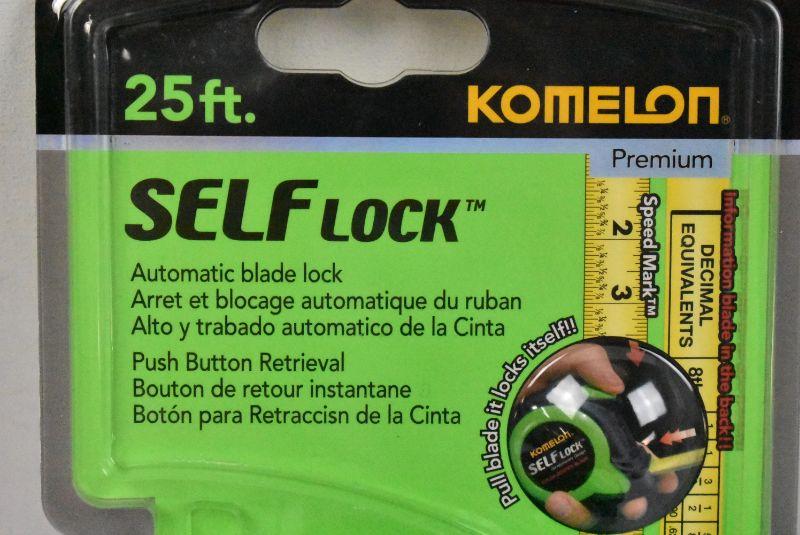 25ft.
KOMELON®
Premium
SELF LOCK™
Automatic blade lock
Arret et blocage automatique du ruban
Alto y trabado automatico de la Cinta
Push Button Retrieval
Bouton de retour instantane
Botón para Retraccisn de la Cinta
2
3
Speed Mark™
DECIMAL
EQUIVALENTS
Information blade in the back!!
Pull blade it locks itself!!
KOMELON
SELF LOCK